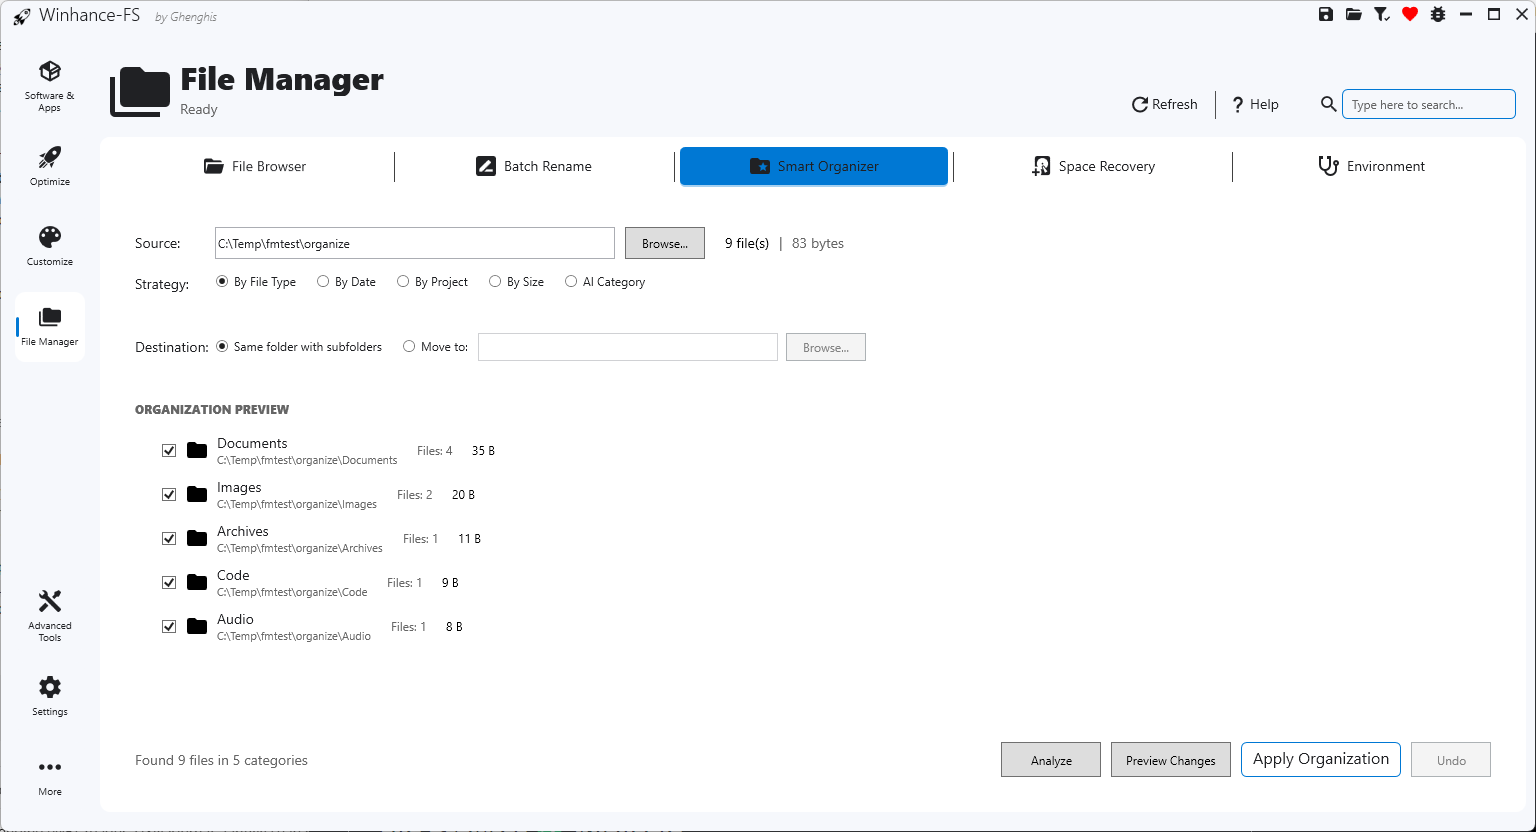 Winhance-FS by Ghenghis
Software &
Apps
Optimize
Customize
File Manager
Advanced
Tools
Settings
More
File Manager
Ready
Refresh
? Help
Type here to search...
File Browser
Batch Rename
Smart Organizer
Space Recovery
Environment
Source: C:\Temp\fmtest\organize Browse... 9 file(s) | 83 bytes
Strategy: By File Type By Date By Project By Size AI Category
Destination: Same folder with subfolders Move to: Browse...
ORGANIZATION PREVIEW
Documents
C:\Temp\fmtest\organize\Documents
Files: 4 35 B
Images
C:\Temp\fmtest\organize\Images
Files: 2 20 B
Archives
C:\Temp\fmtest\organize\Archives
Files: 1 11 B
Code
C:\Temp\fmtest\organize\Code
Files: 1 9 B
Audio
C:\Temp\fmtest\organize\Audio
Files: 1 8 B
Found 9 files in 5 categories
Analyze
Preview Changes
Apply Organization
Undo